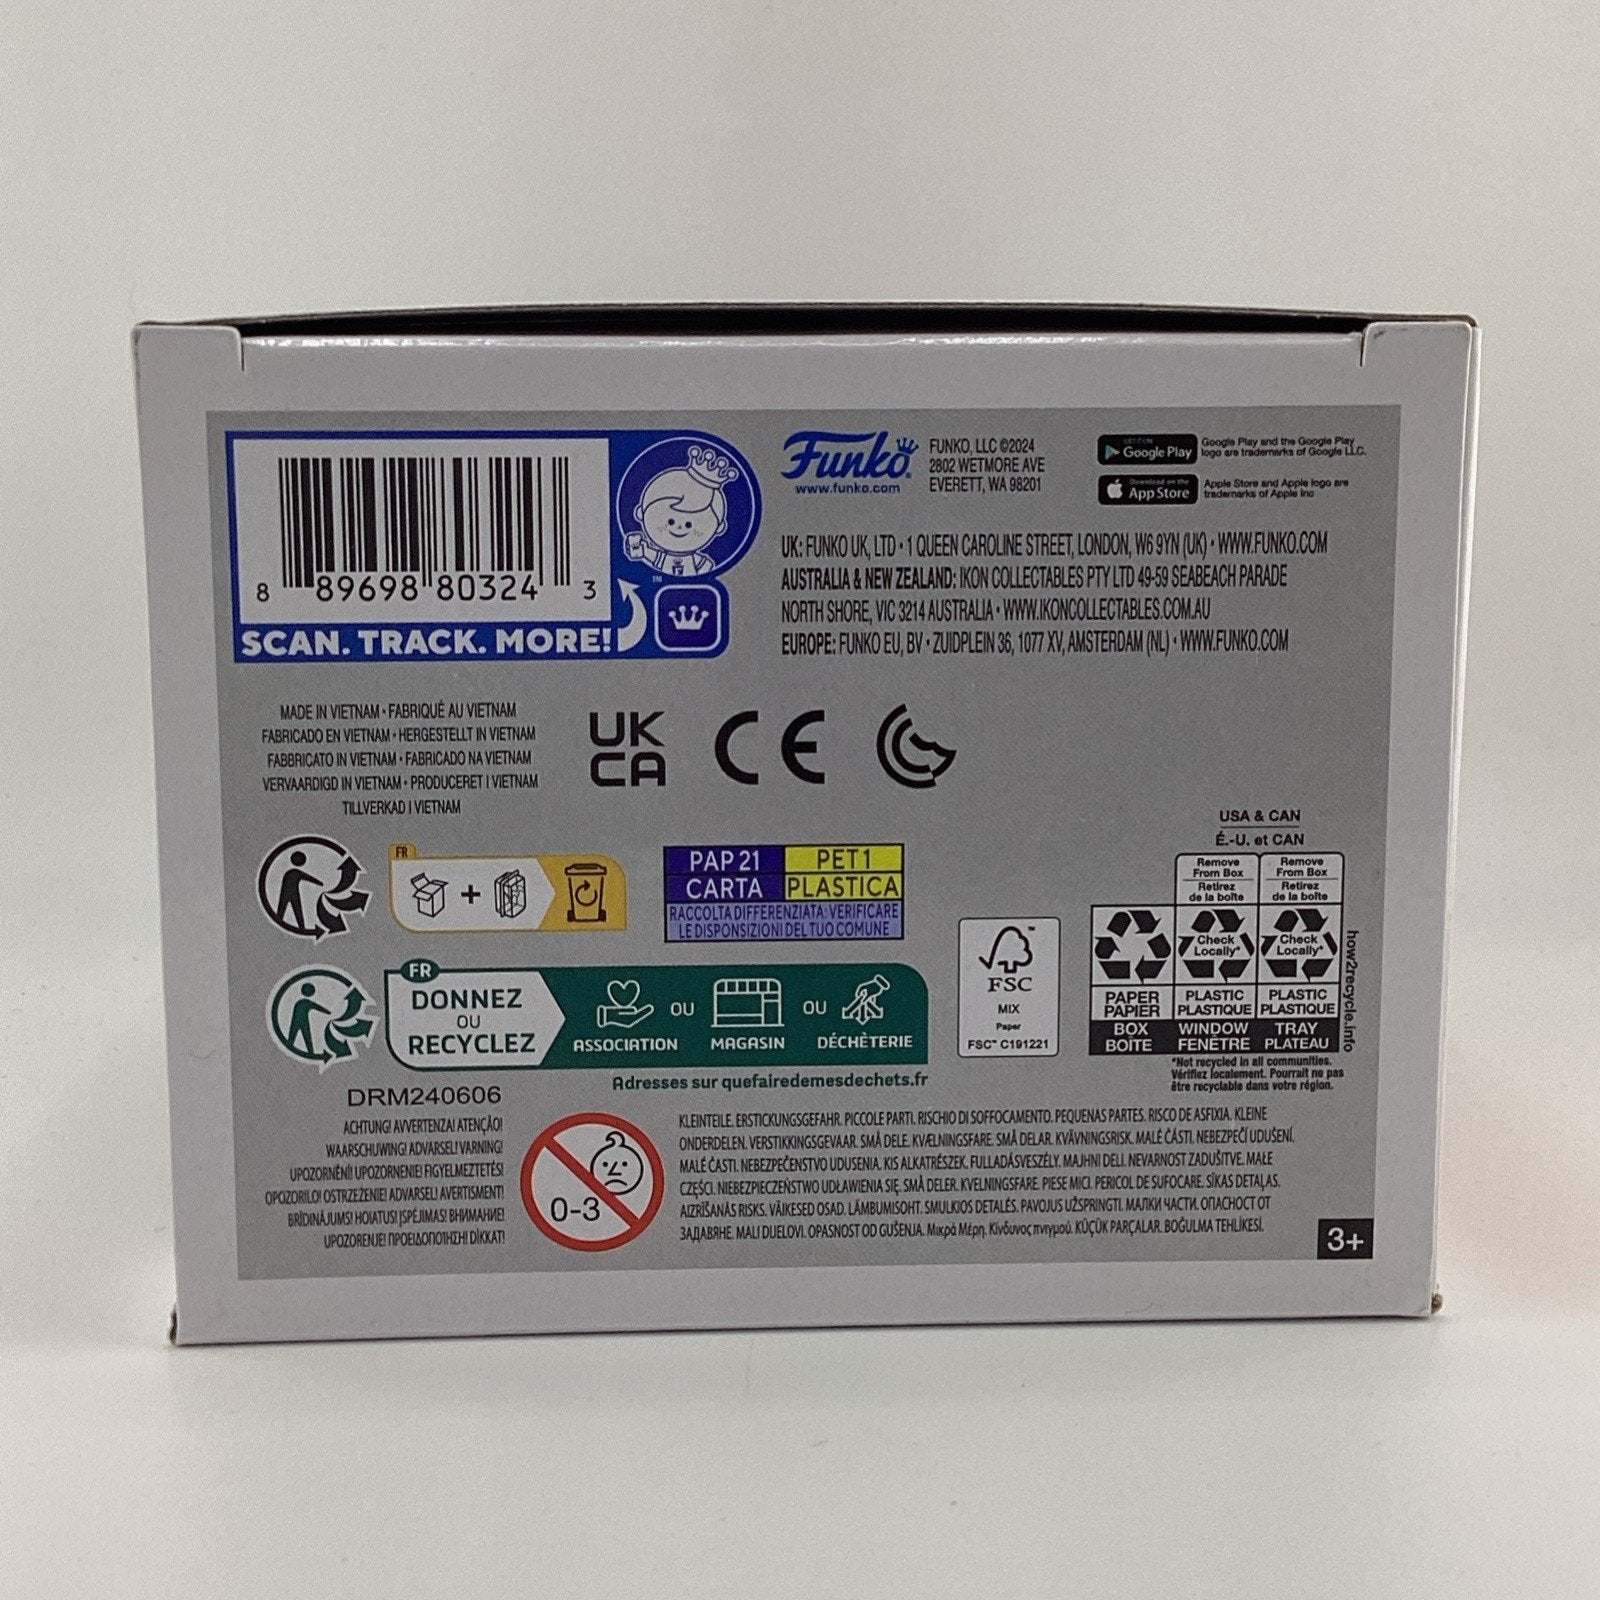 8 89698 80324 3
SCAN. TRACK. MORE!
Funko
www.funko.com
FUNKO, LLC ©2024
2802 WETMORE AVE
EVERETT, WA 98201
GET IT ON
Google Play
Google Play and the Google Play
logo are trademarks of Google LLC.
Download on the
App Store
Apple Store and Apple logo are
trademarks of Apple Inc
UK: FUNKO UK, LTD • 1 QUEEN CAROLINE STREET, LONDON, W6 9YN (UK) • WWW.FUNKO.COM
AUSTRALIA & NEW ZEALAND: IKON COLLECTABLES PTY LTD 49-59 SEABEACH PARADE
NORTH SHORE, VIC 3214 AUSTRALIA • WWW.IKONCOLLECTABLES.COM.AU
EUROPE: FUNKO EU, BV • ZUIDPLEIN 36, 1077 XV, AMSTERDAM (NL) • WWW.FUNKO.COM
MADE IN VIETNAM • FABRIQUÉ AU VIETNAM
FABRICADO EN VIETNAM • HERGESTELLT IN VIETNAM
FABBRICATO IN VIETNAM • FABRICADO NA VIETNAM
VERVAARDIGD IN VIETNAM • PRODUCERET I VIETNAM
TILLVERKAD I VIETNAM
UK
CA
CE
FR
+
PAP 21
CARTA
PET 1
PLASTICA
RACCOLTA DIFFERENZIATA: VERIFICARE
LE DISPONSIZIONI DEL TUO COMUNE
FR
DONNEZ
OU
RECYCLEZ
ASSOCIATION
OU
MAGASIN
OU
DÉCHÈTERIE
Adresses sur quefairedemesdechets.fr
FSC
MIX
Paper
FSC™ C191221
USA & CAN
É.-U. et CAN
Remove
From Box
Retirez
de la boîte
Remove
From Box
Retirez
de la boîte
Check
Locally*
Check
Locally*
PAPER
PAPIER
BOX
BOÎTE
PLASTIC
PLASTIQUE
WINDOW
FENÊTRE
PLASTIC
PLASTIQUE
TRAY
PLATEAU
how2recycle.info
*Not recycled in all communities.
Vérifiez localement. Pourrait ne pas
être recyclable dans votre région.
DRM240606
ACHTUNG! AVVERTENZA! ATENÇÃO!
WAARSCHUWING! ADVARSEL! VARNING!
UPOZORNĚNÍ! UPOZORNENIE! FIGYELMEZTETÉS!
OPOZORILO! OSTRZEŻENIE! ADVARSEL! AVERTISMENT!
BRĪDINĀJUMS! HOIATUS! ĮSPĖJIMAS! ВНИМАНИЕ!
UPOZORENJE! ΠΡΟΕΙΔΟΠΟΙΗΣΗ! DİKKAT!
0-3
KLEINTEILE. ERSTICKUNGSGEFAHR. PICCOLE PARTI. RISCHIO DI SOFFOCAMENTO. PEQUENAS PARTES. RISCO DE ASFIXIA. KLEINE
ONDERDELEN. VERSTIKKINGSGEVAAR. SMÅ DELE. KVÆLNINGSFARE. SMÅ DELAR. KVÄVNINGSRISK. MALÉ ČÁSTI. NEBEZPEČÍ UDUŠENÍ.
MALÉ ČASTI. NEBEZPEČENSTVO UDUSENIA. KIS ALKATRÉSZEK. FULLADÁSVESZÉLY. MAJHNI DELI. NEVARNOST ZADUŠITVE. MAŁE
CZĘŚCI. NIEBEZPIECZEŃSTWO UDŁAWIENIA SIĘ. SMÅ DELER. KVELNINGSFARE. PIESE MICI. PERICOL DE SUFOCARE. SĪKAS DETAĻAS.
AIZRĪŠANĀS RISKS. VÄIKESED OSAD. LÄMBUMISOHT. SMULKIOS DETALĖS. PAVOJUS UŽSPRINGTI. МАЛКИ ЧАСТИ. ОПАСНОСТ ОТ
ЗАДАВЯНЕ. MALI DIJELOVI. OPASNOST OD GUŠENJA. Μικρά Μέρη. Κίνδυνος πνιγμού. KÜÇÜK PARÇALAR. BOĞULMA TEHLİKESİ.
3+